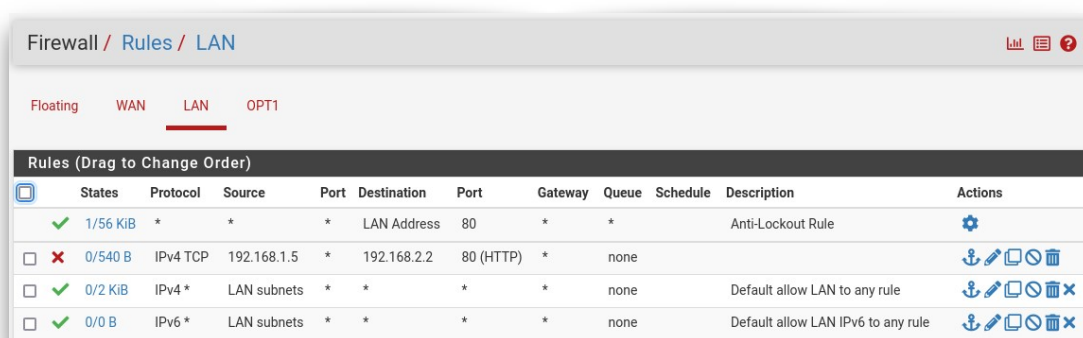 Firewall / Rules / LAN
Floating WAN LAN OPT1
Rules (Drag to Change Order)
States Protocol Source Port Destination Port Gateway Queue Schedule Description Actions
1/56 KiB * * * LAN Address 80 * * Anti-Lockout Rule
0/540 B IPv4 TCP 192.168.1.5 * 192.168.2.2 80 (HTTP) * none
0/2 KiB IPv4 * LAN subnets * * * * none Default allow LAN to any rule
0/0 B IPv6 * LAN subnets * * * * none Default allow LAN IPv6 to any rule